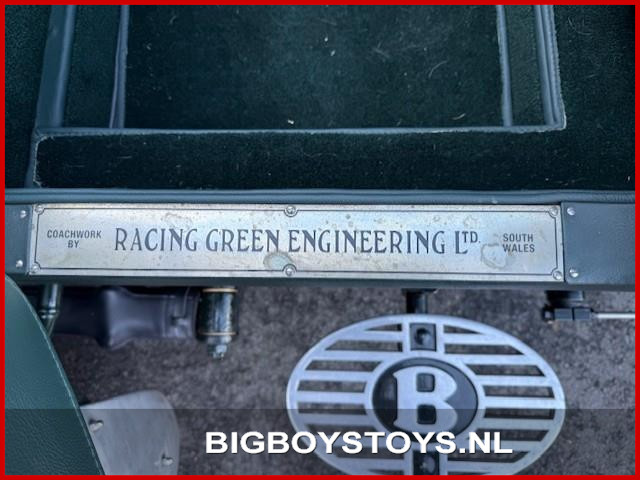 COACHWORK
BY
RACING GREEN ENGINEERING LTD.
SOUTH
WALES
B
BIGBOYSTOYS.NL